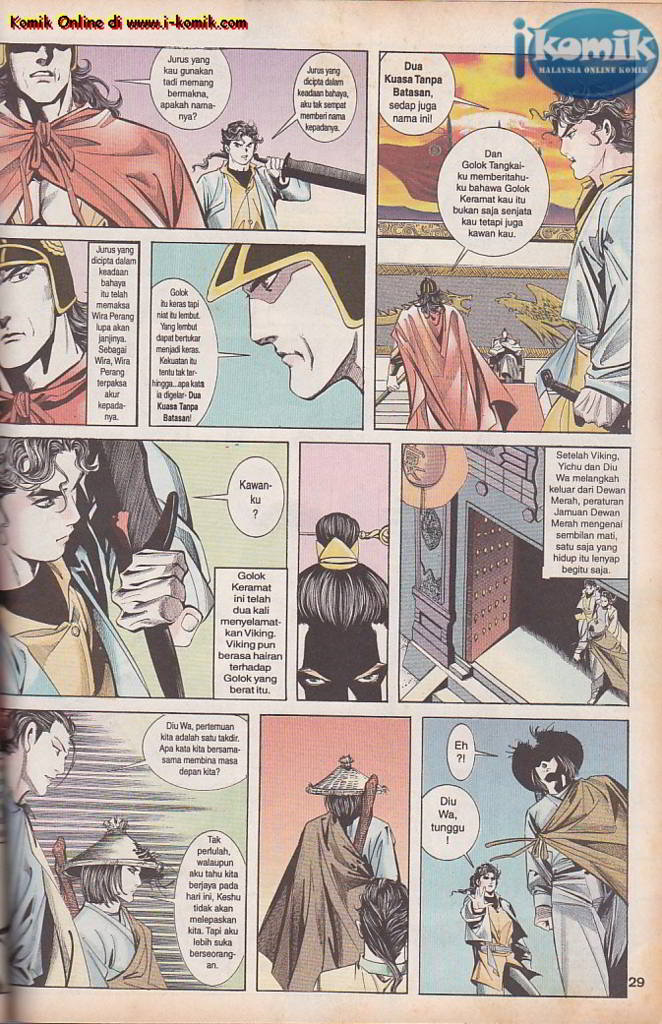 Komik Online di www.i-komik.com
ikomik
MALAYSIA ONLINE KOMIK
Jurus yang
kau gunakan
tadi memang
bermakna,
apakah nama-
nya?
Jurus yang
dicipta dalam
keadaan bahaya,
aku tak sempat
memberi nama
kepadanya.
Dua
Kuasa Tanpa
Batasan,
sedap juga
nama ini!
Dan
Golok Tangkai-
ku memberitahu-
ku bahawa Golok
Keramat kau itu
bukan saja senjata
kau tetapi juga
kawan kau.
Jurus yang
dicipta dalam
keadaan
bahaya
itu telah
memaksa
Wira Perang
lupa akan
janjinya.
Sebagai
Wira, Wira
Perang
terpaksa
akur
kepada-
nya.
Golok
itu keras tapi
niat itu lembut.
Yang lembut
dapat bertukar
menjadi keras.
Kekuatan itu
tentu tak ter-
hingga...apa kata
ia digelar- Dua
Kuasa Tanpa
Batasan!
Kawan-
ku
?
Golok
Keramat
ini telah
dua kali
menyelamat-
kan Viking.
Viking pun
berasa hairan
terhadap
Golok yang
berat itu.
Setelah Viking,
Yichu dan Diu
Wa melangkah
keluar dari Dewan
Merah, peraturan
Jamuan Dewan
Merah mengenai
sembilan mati,
satu saja yang
hidup itu lenyap
begitu saja.
Diu Wa, pertemuan
kita adalah satu takdir.
Apa kata kita bersama-
sama membina masa
depan kita?
Tak
perlulah,
walaupun
aku tahu kita
berjaya pada
hari ini, Keshu
tidak akan
melepaskan
kita. Tapi aku
lebih suka
berseorang-
an.
Eh
?!
Diu
Wa,
tunggu
!
29